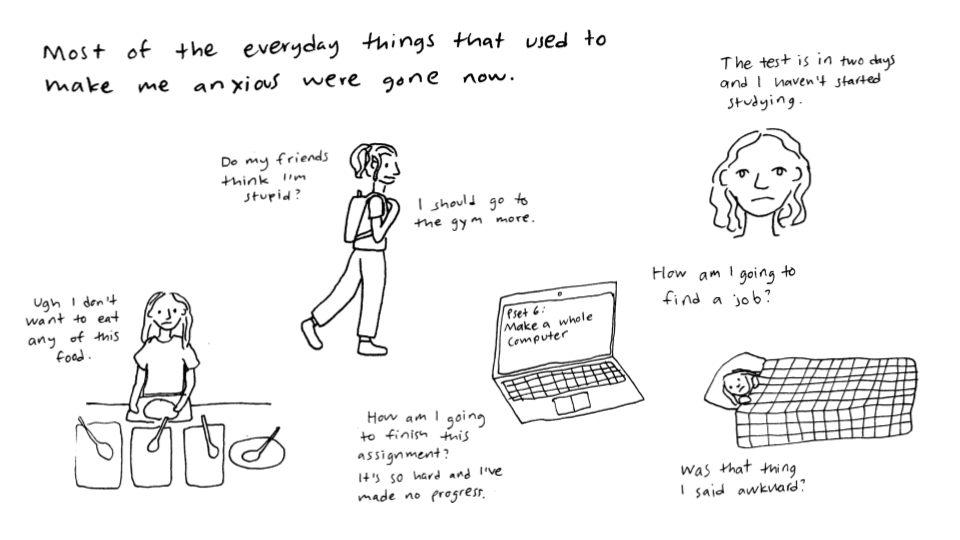 Most of the everyday things that used to
make me anxious were gone now.
The test is in two days
and I haven't started
studying.
Do my friends
think I'm
stupid?
I should go to
the gym more.
Ugh I don't
want to eat
any of this
food.
Pset 6:
Make a whole
computer
How am I going to
find a job?
How am I going
to finish this
assignment?
It's so hard and I've
made no progress.
Was that thing
I said awkward?